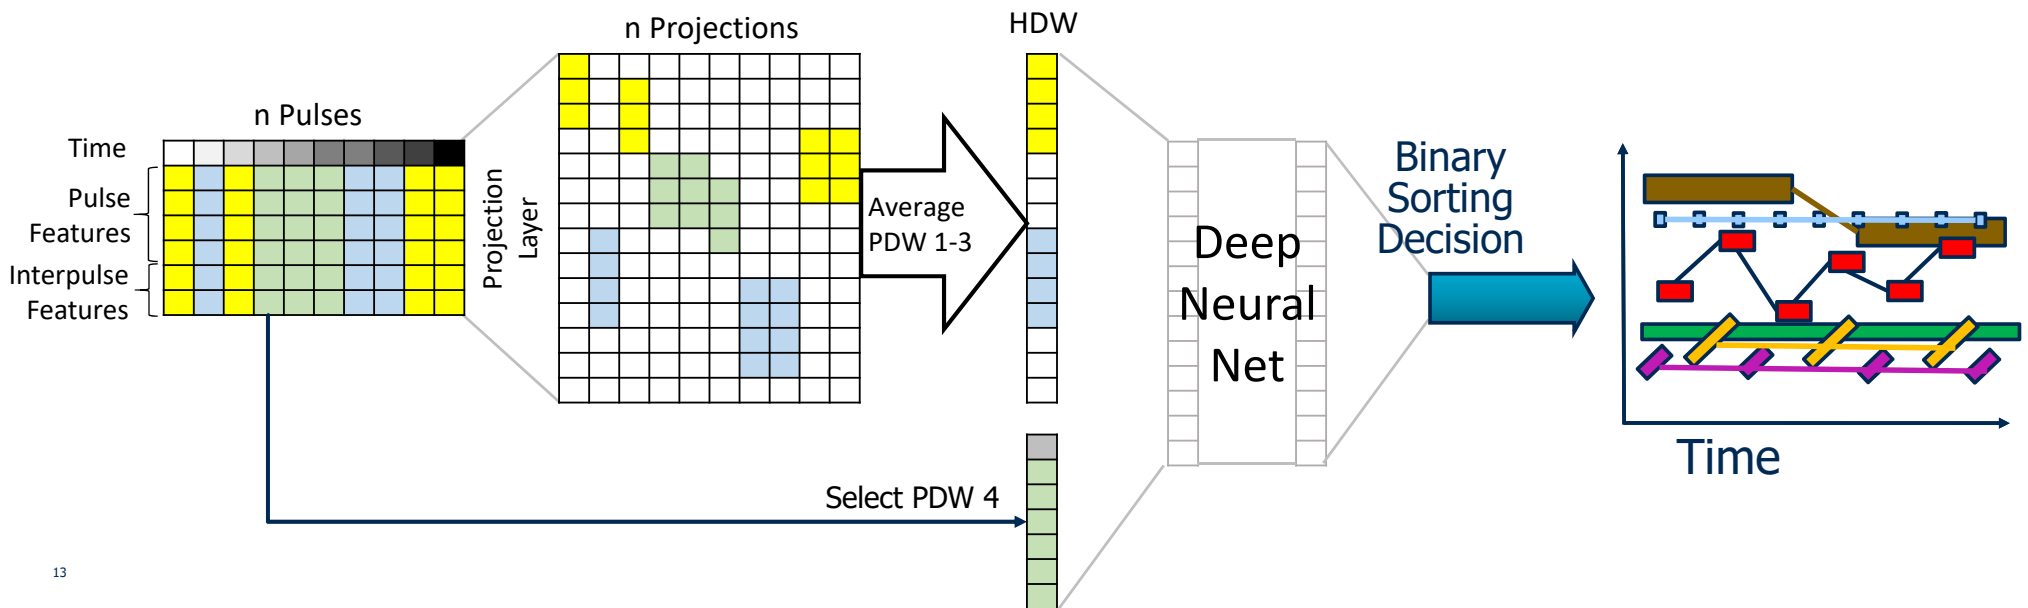 n Pulses
Time
Pulse
Features
Interpulse
Features
Projection
Layer
n Projections
Average
PDW 1-3
HDW
Select PDW 4
Deep
Neural
Net
Binary
Sorting
Decision
Time
13